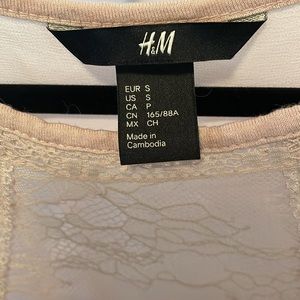 H&M
EUR S
US S
CA P
CN 165/88A
MX CH
Made in
Cambodia